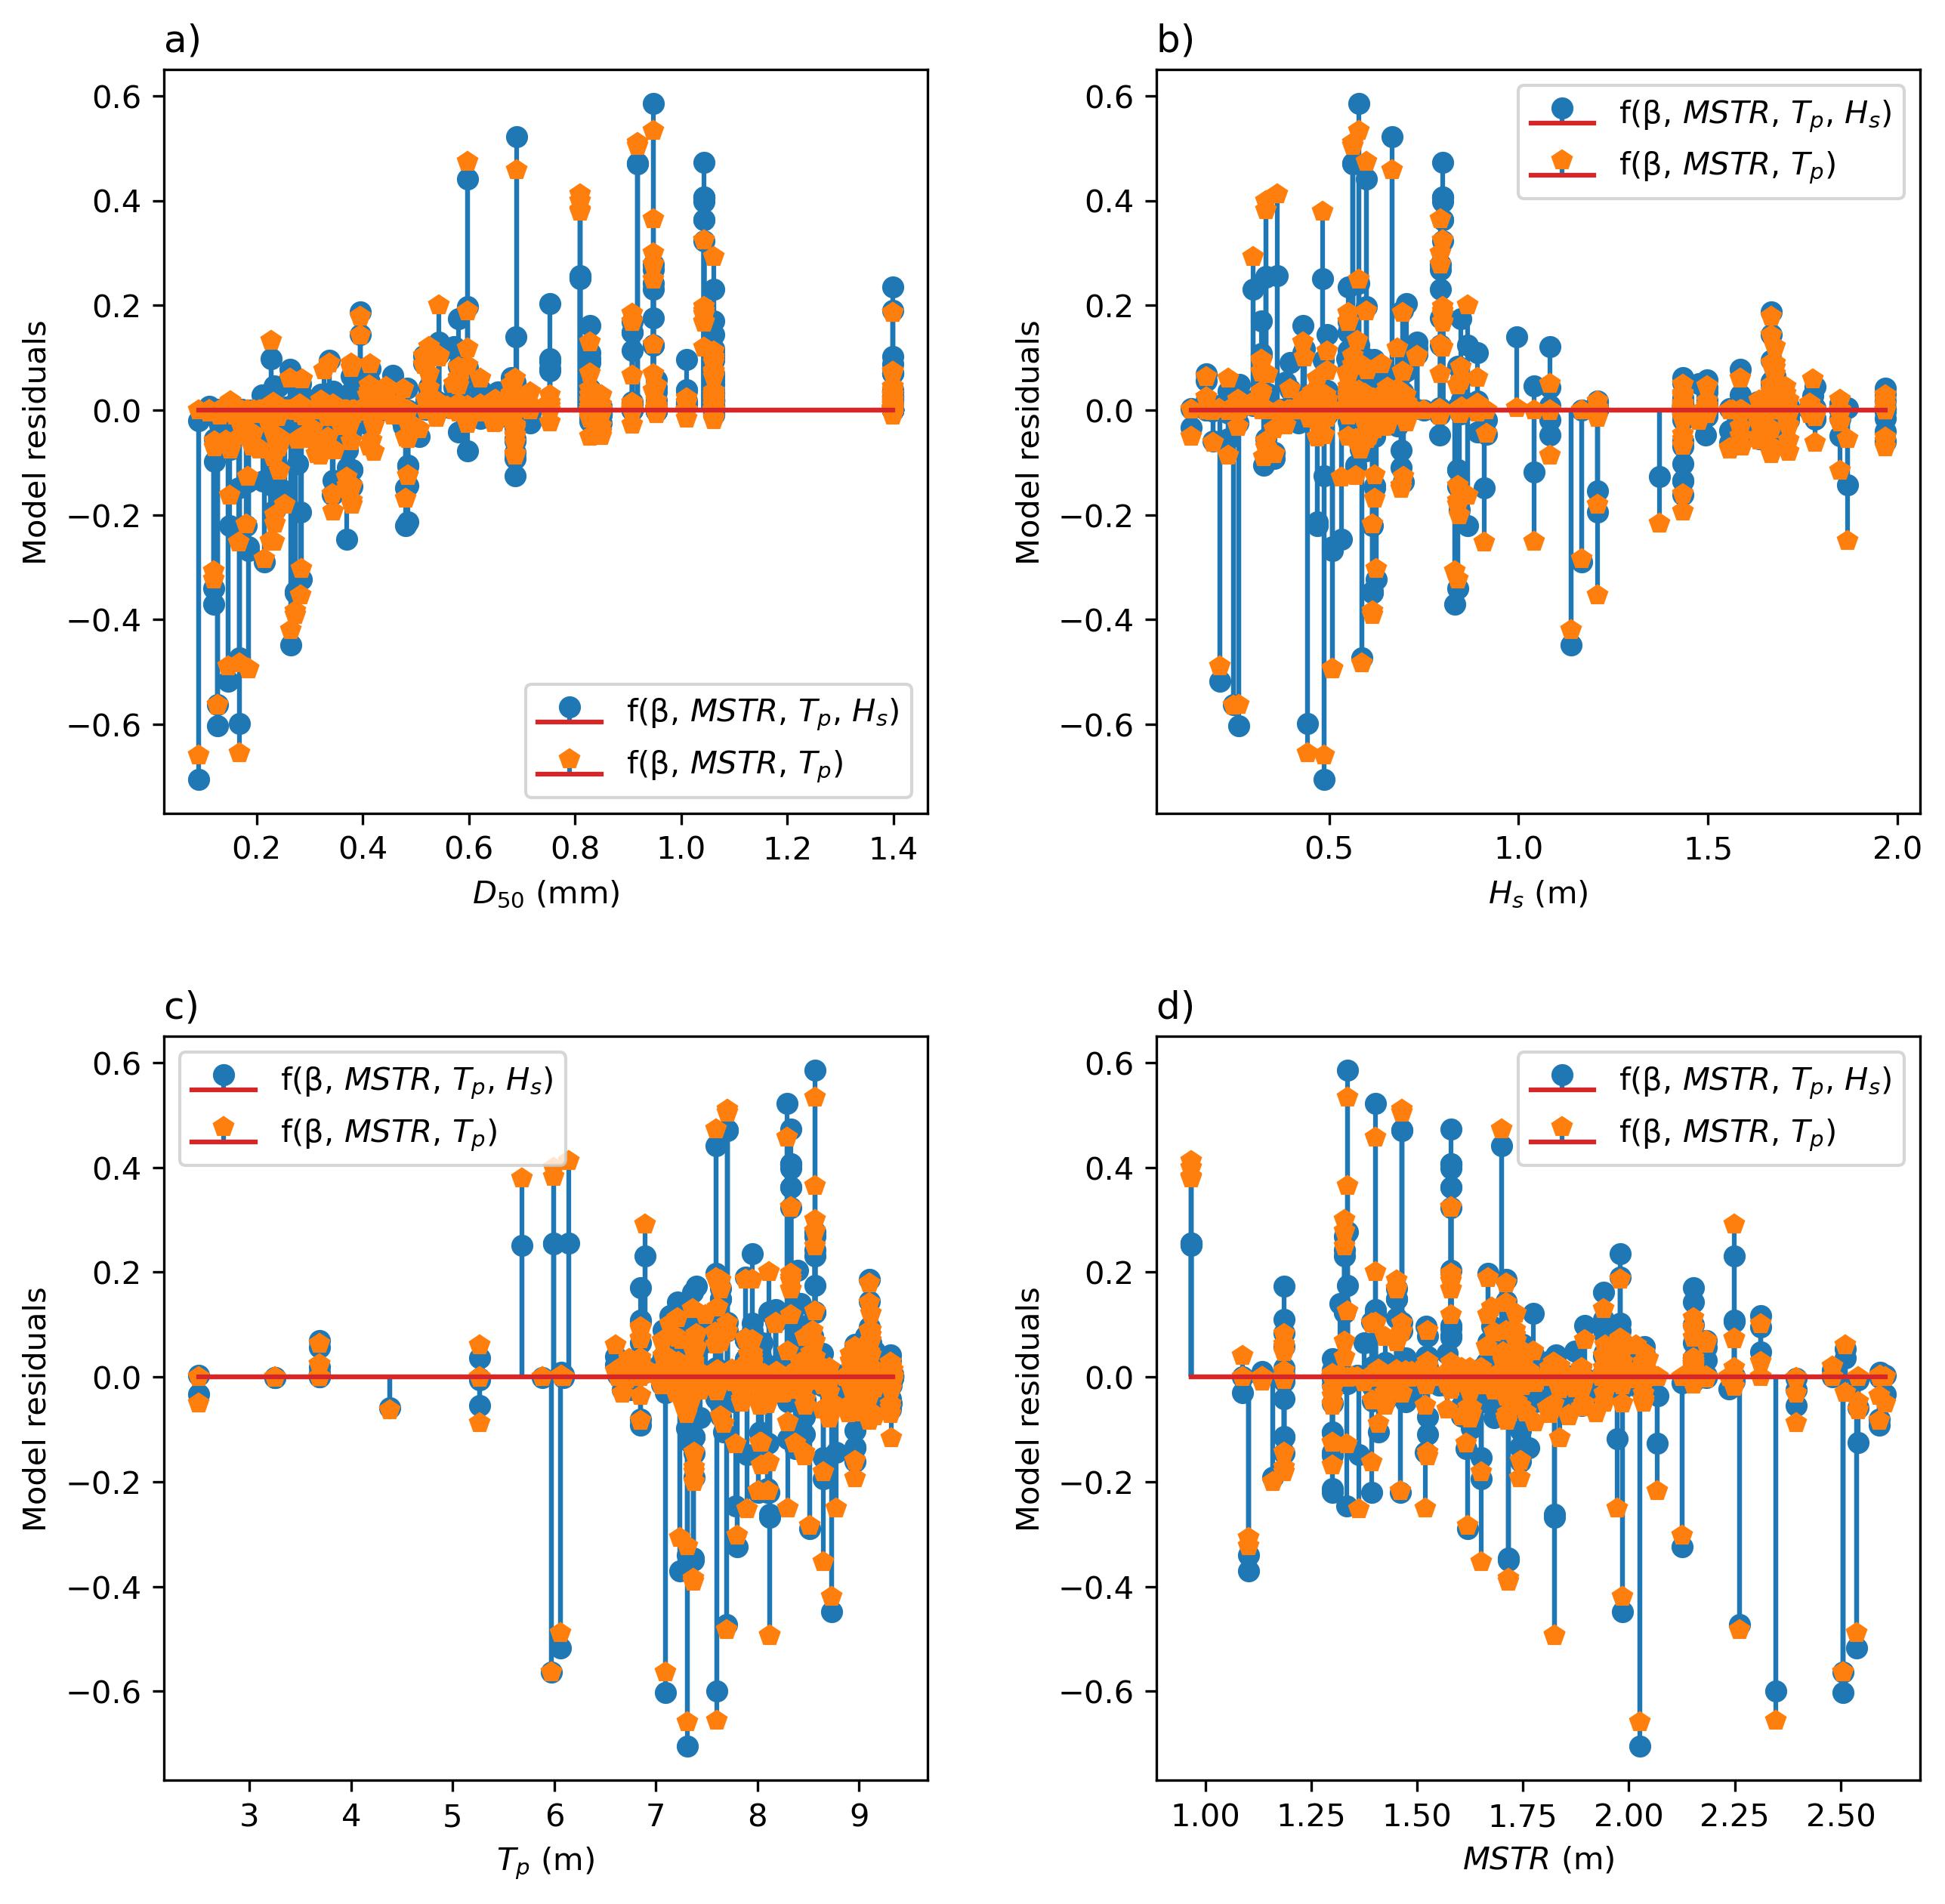 a)
0.6
0.4
0.2
0.0
−0.2
−0.4
−0.6
Model residuals
f(β, MSTR, Tp, Hs)
f(β, MSTR, Tp)
0.2 0.4 0.6 0.8 1.0 1.2 1.4
D50 (mm)
b)
0.6
0.4
0.2
0.0
−0.2
−0.4
−0.6
Model residuals
f(β, MSTR, Tp, Hs)
f(β, MSTR, Tp)
0.5 1.0 1.5 2.0
Hs (m)
c)
0.6
0.4
0.2
0.0
−0.2
−0.4
−0.6
Model residuals
f(β, MSTR, Tp, Hs)
f(β, MSTR, Tp)
3 4 5 6 7 8 9
Tp (m)
d)
0.6
0.4
0.2
0.0
−0.2
−0.4
−0.6
Model residuals
f(β, MSTR, Tp, Hs)
f(β, MSTR, Tp)
1.00 1.25 1.50 1.75 2.00 2.25 2.50
MSTR (m)